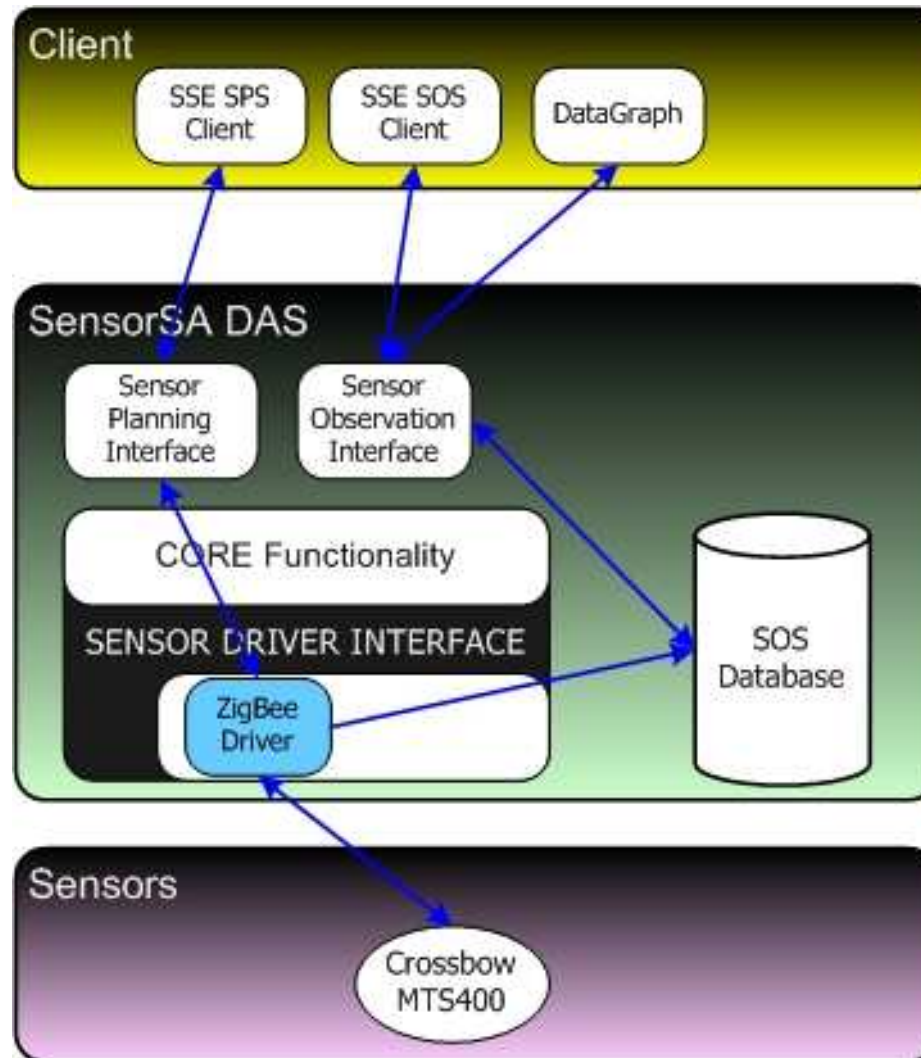 Client
SSE SPS
Client
SSE SOS
Client
DataGraph
SensorSA DAS
Sensor
Planning
Interface
Sensor
Observation
Interface
CORE Functionality
SENSOR DRIVER INTERFACE
ZigBee
Driver
SOS
Database
Sensors
Crossbow
MTS400